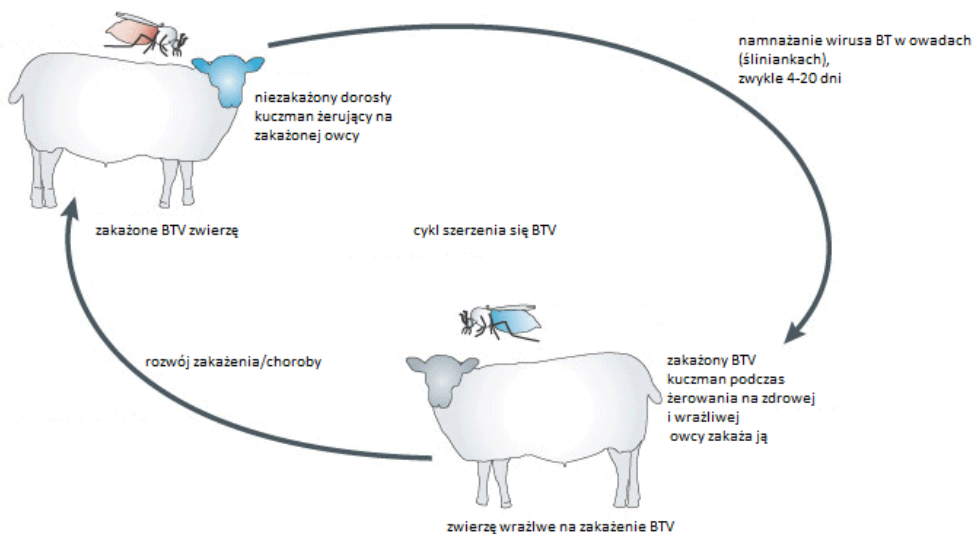 namnażanie wirusa BT w owadach
(śliniankach),
zwykle 4-20 dni
niezakażony dorosły
kuczman żerujący na
zakażonej owcy
zakażone BTV zwierzę
cykl szerzenia się BTV
rozwój zakażenia/choroby
zakażony BTV
kuczman podczas
żerowania na zdrowej
i wrażliwej
owcy zakaża ją
zwierzę wrażlwe na zakażenie BTV